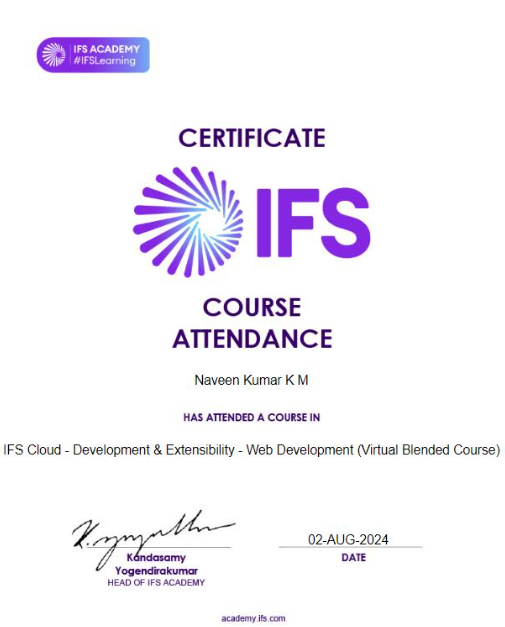 IFS ACADEMY
#IFSLearning
CERTIFICATE
IFS
COURSE
ATTENDANCE
Naveen Kumar K M
HAS ATTENDED A COURSE IN
IFS Cloud - Development & Extensibility - Web Development (Virtual Blended Course)
02-AUG-2024
Kandasamy
Yogendirakumar
HEAD OF IFS ACADEMY
DATE
academy.ifs.com